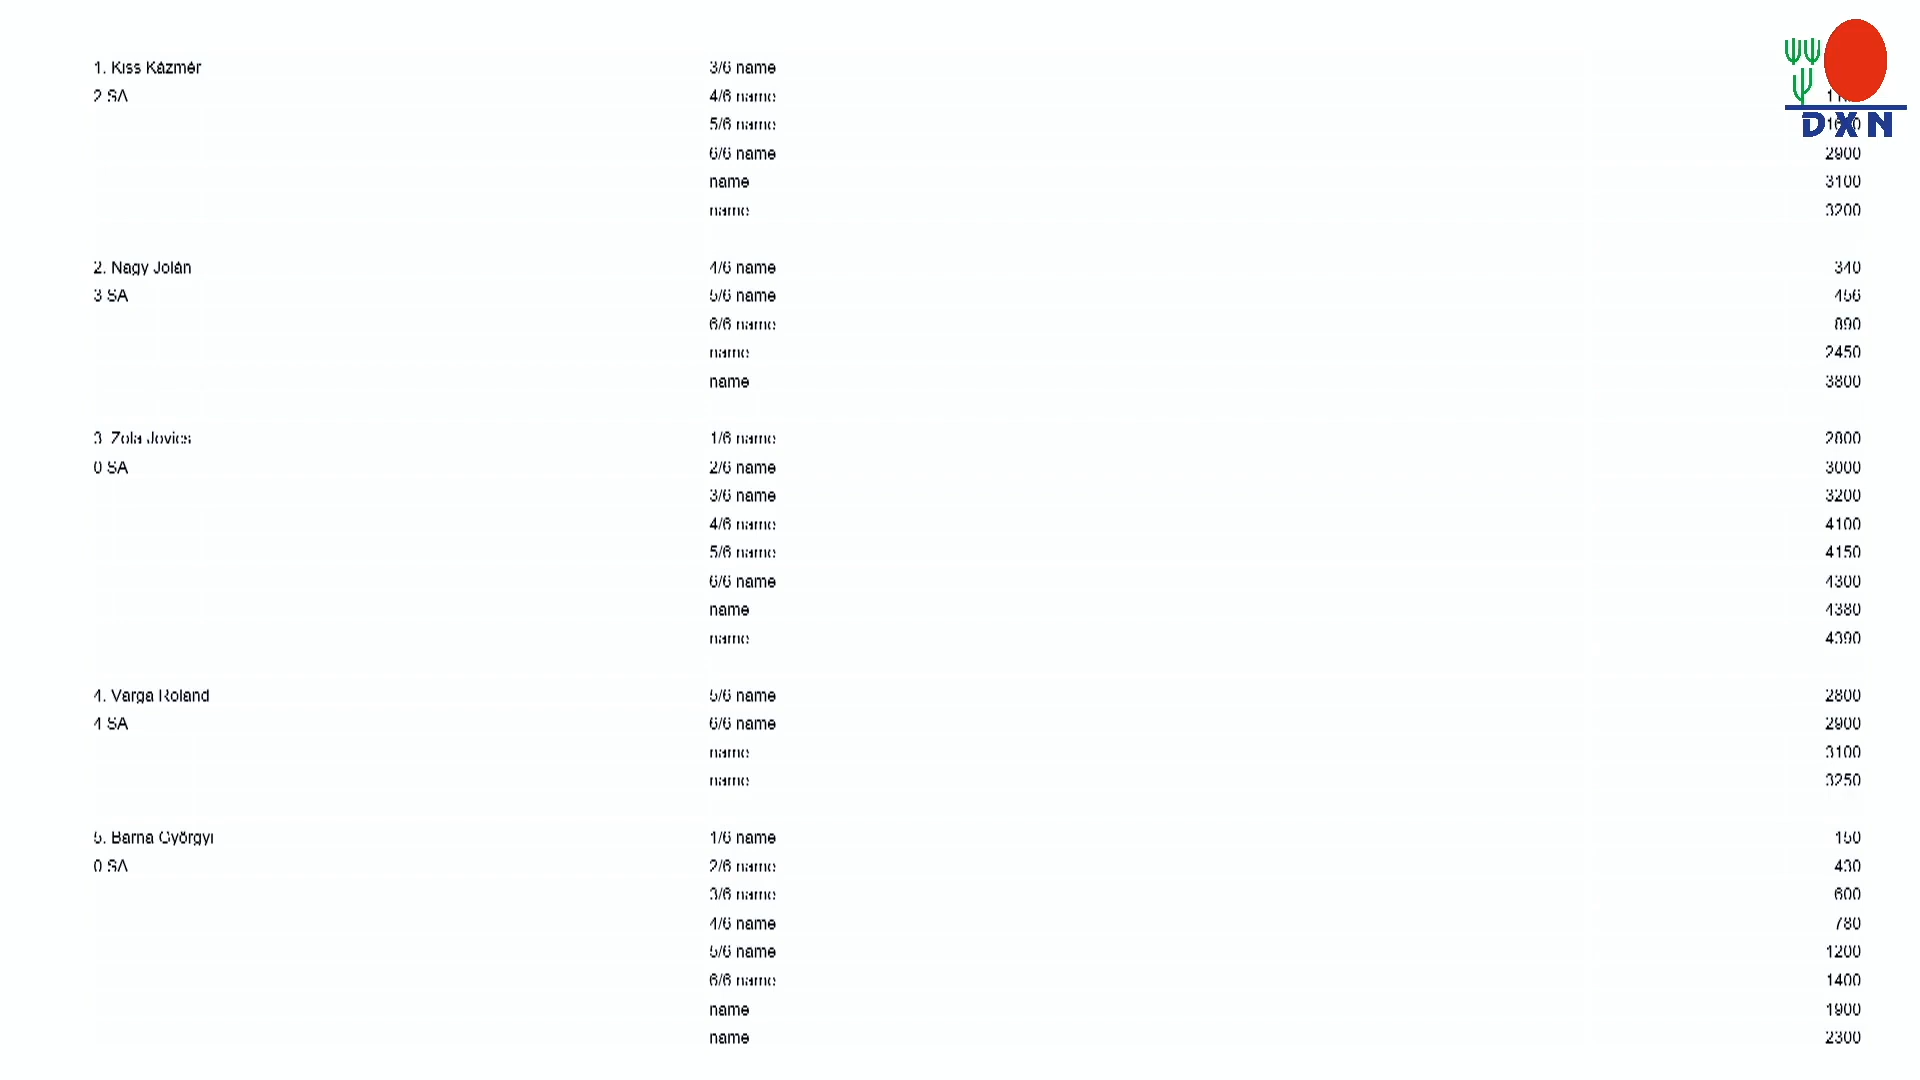 1. Kiss Kázmér 3/6 name
2 SA 4/6 name
5/6 name
6/6 name 2900
name 3100
name 3200
2. Nagy Jolán 4/6 name 340
3 SA 5/6 name 456
6/6 name 890
name 2450
name 3800
3. Zola Jovics 1/6 name 2800
0 SA 2/6 name 3000
3/6 name 3200
4/6 name 4100
5/6 name 4150
6/6 name 4300
name 4380
name 4390
4. Varga Roland 5/6 name 2800
4 SA 6/6 name 2900
name 3100
name 3250
5. Barna Györgyi 1/6 name 150
0 SA 2/6 name 430
3/6 name 600
4/6 name 780
5/6 name 1200
6/6 name 1400
name 1900
name 2300
DXN